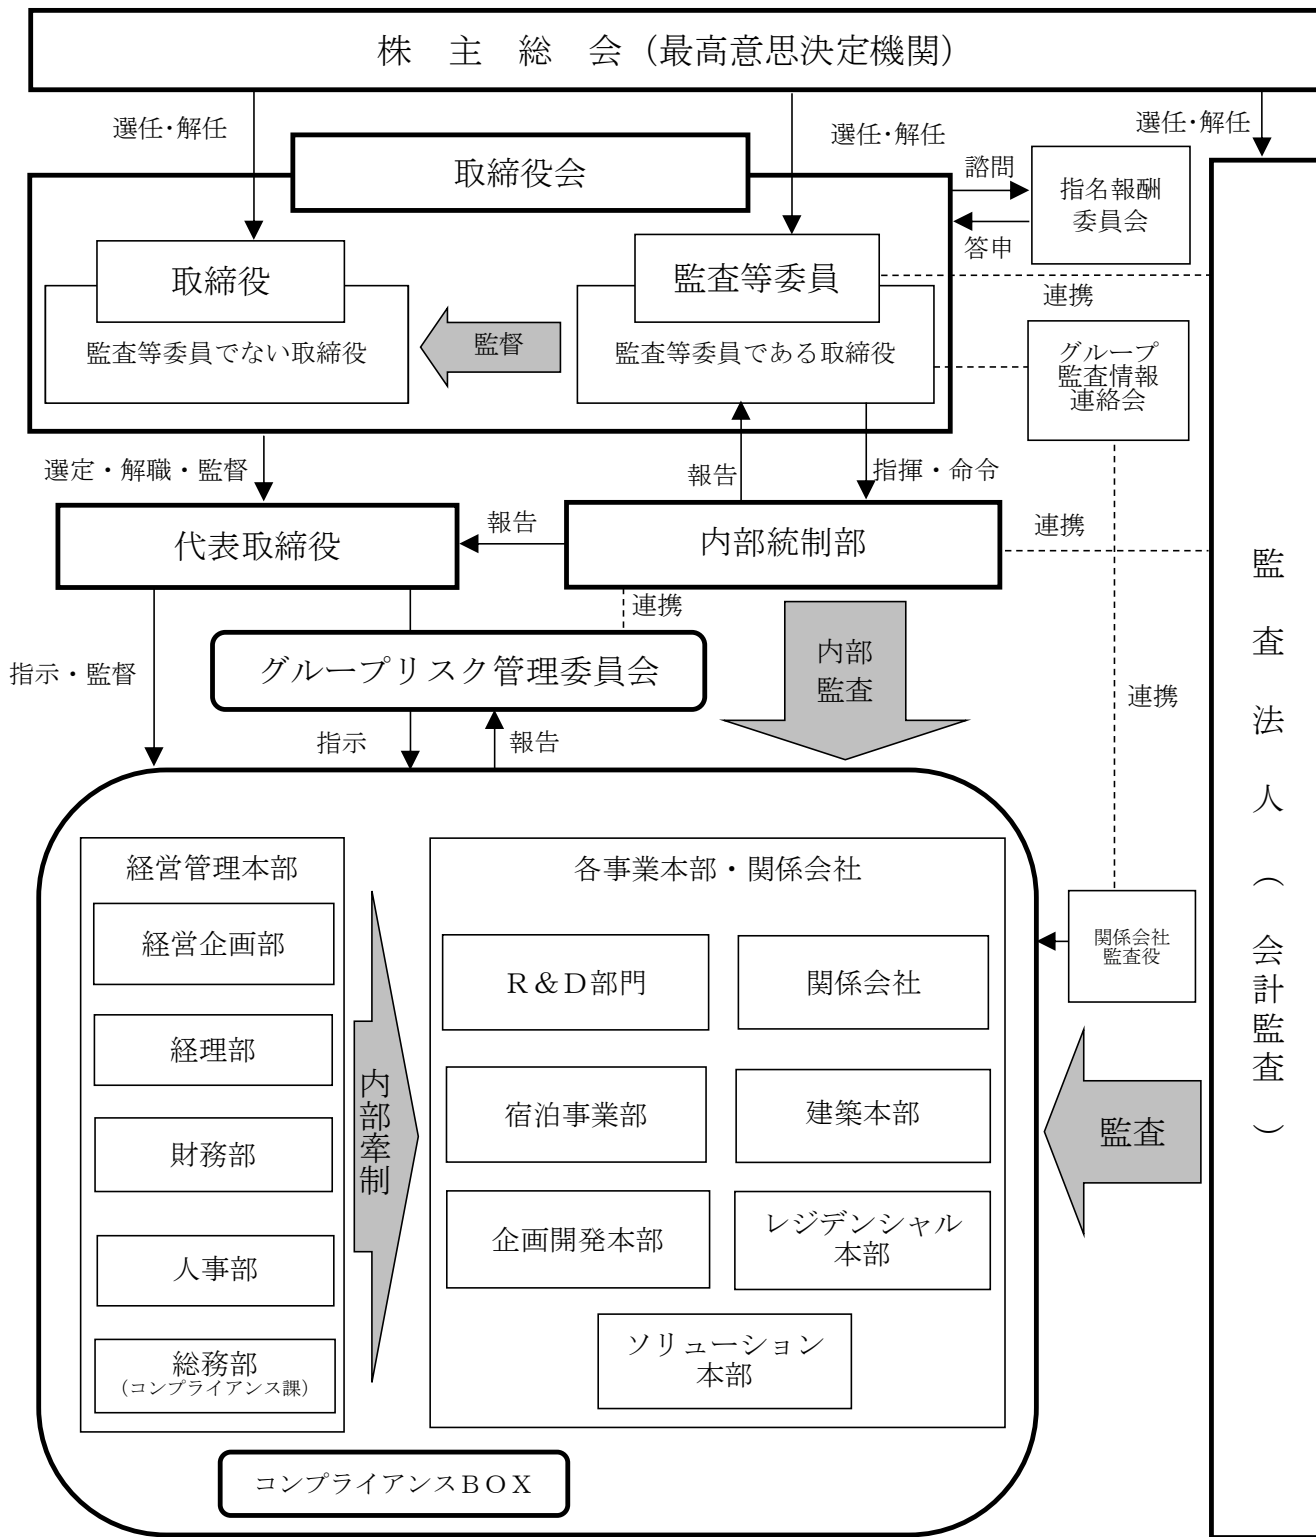 株　主　総　会（最高意思決定機関）
選任・解任
選任・解任
選任・解任
取締役会
諮問
答申
指名報酬
委員会
取締役
監査等委員でない取締役
監督
監査等委員
監査等委員である取締役
連携
グループ
監査情報
連絡会
選定・解職・監督
報告
指揮・命令
代表取締役
報告
内部統制部
連携
連携
グループリスク管理委員会
内部
監査
指示・監督
指示
報告
連携
監査法人（会計監査）
経営管理本部
経営企画部
経理部
財務部
人事部
総務部
（コンプライアンス課）
内部牽制
各事業本部・関係会社
Ｒ＆Ｄ部門
関係会社
宿泊事業部
建築本部
企画開発本部
レジデンシャル
本部
ソリューション
本部
関係会社
監査役
監査
コンプライアンスＢＯＸ